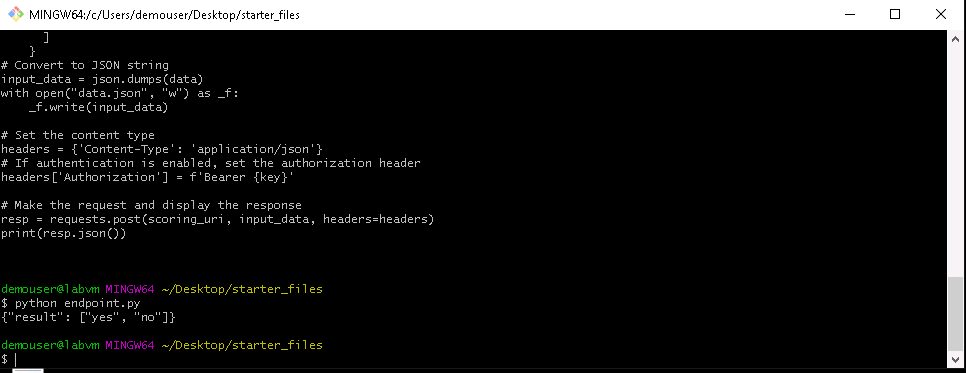 MINGW64:/c/Users/demouser/Desktop/starter_files
]
}
# Convert to JSON string
input_data = json.dumps(data)
with open("data.json", "w") as _f:
_f.write(input_data)
# Set the content type
headers = {'Content-Type': 'application/json'}
# If authentication is enabled, set the authorization header
headers['Authorization'] = f'Bearer {key}'
# Make the request and display the response
resp = requests.post(scoring_uri, input_data, headers=headers)
print(resp.json())
demouser@labvm MINGW64 ~/Desktop/starter_files
$ python endpoint.py
{"result": ["yes", "no"]}
demouser@labvm MINGW64 ~/Desktop/starter_files
$